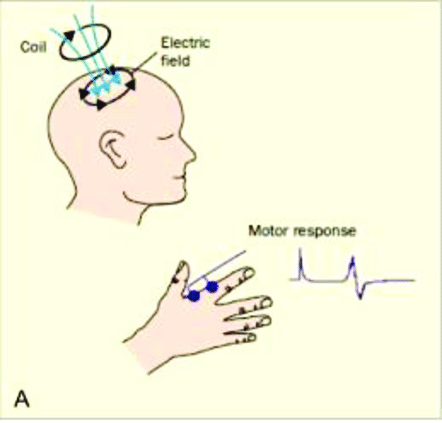 Coil
Electric
field
Motor response
A